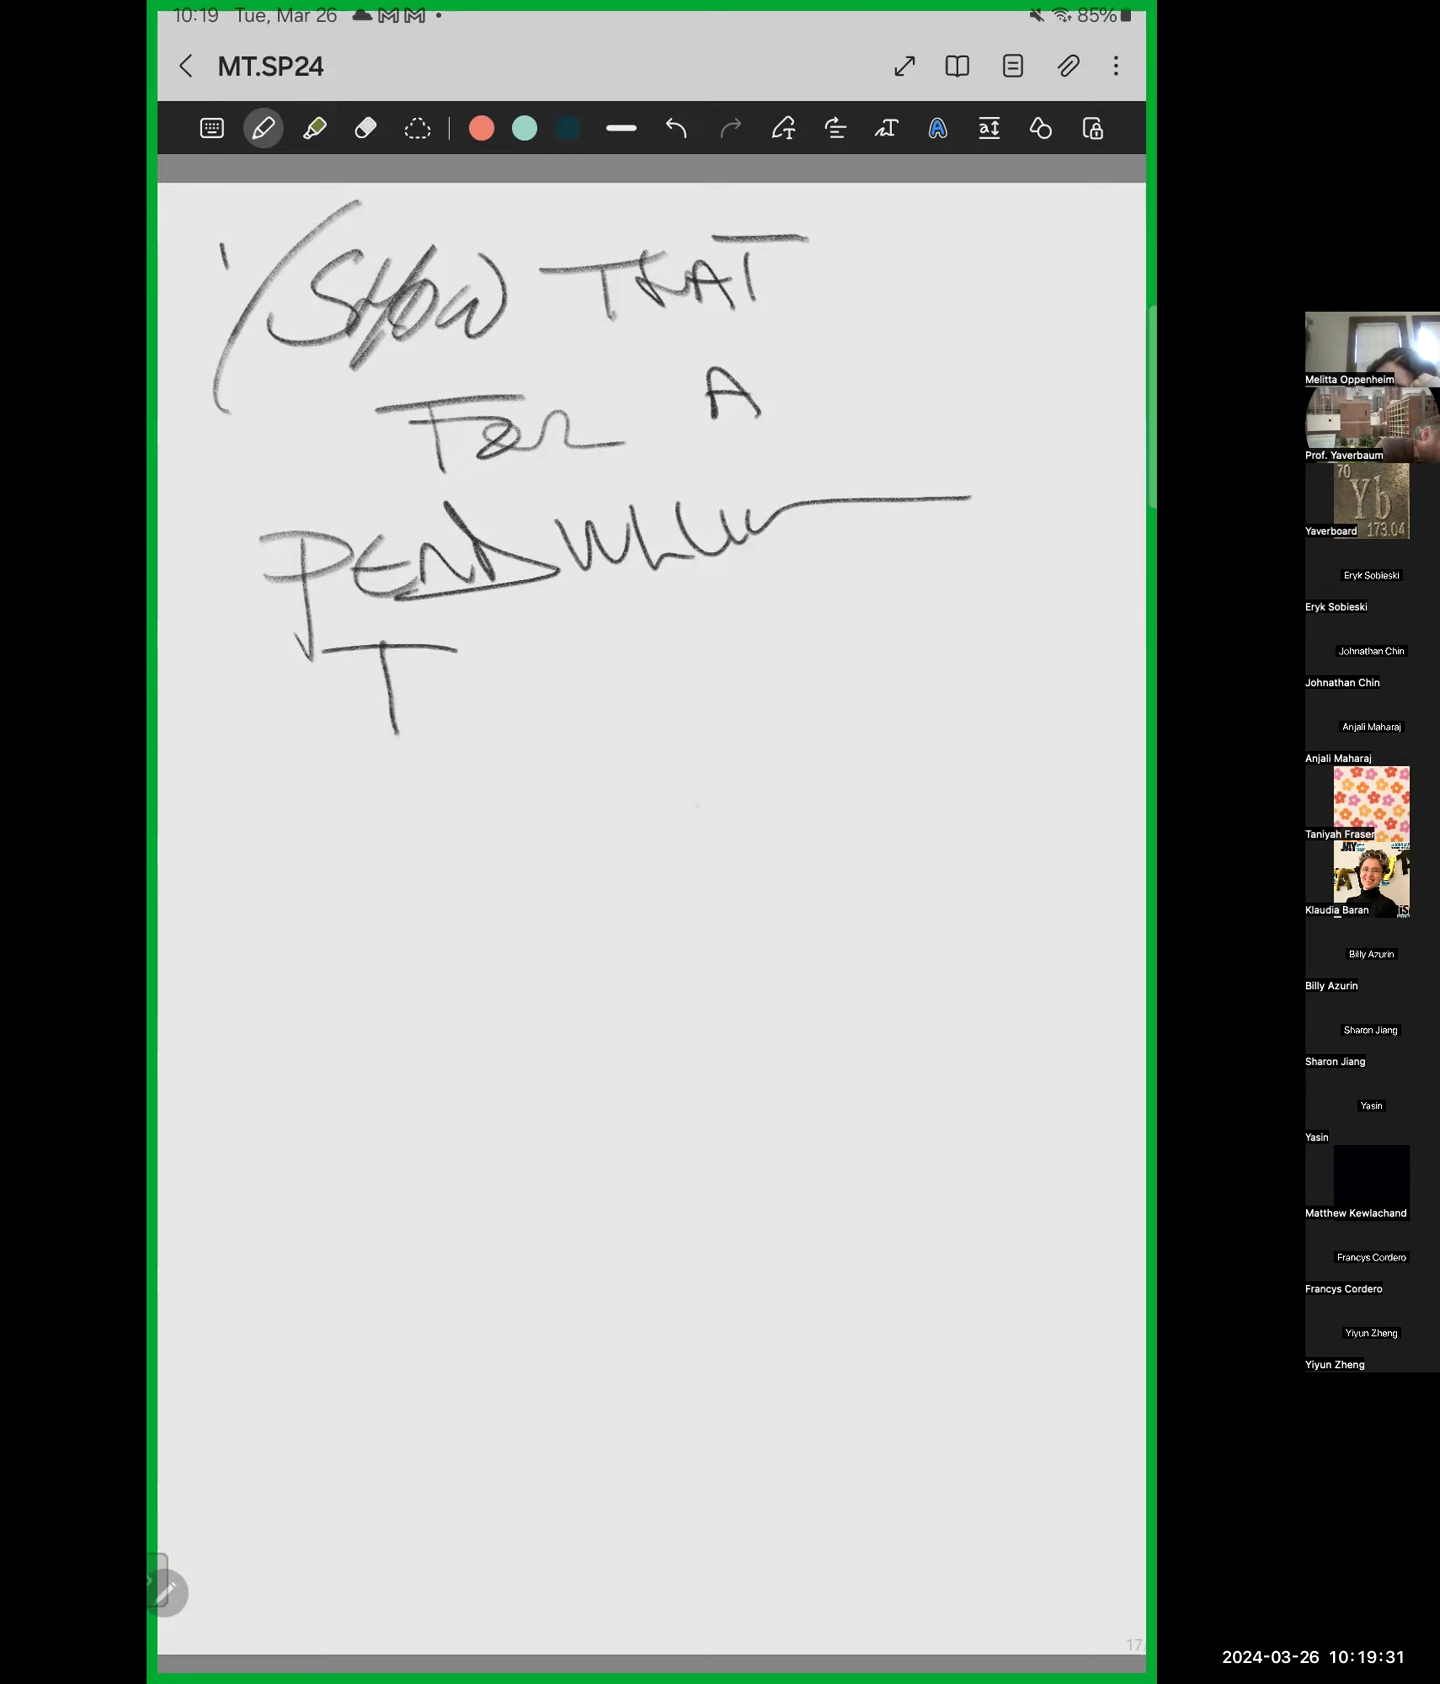 10:19 Tue, Mar 26 85%
MT.SP24
1/ SHOW THAT
FOR A
PENDULUM
T
17/
Melitta Oppenheim
Prof. Yaverbaum
70
Yb
173.04
Yaverboard
Eryk Sobieski
Eryk Sobieski
Johnathan Chin
Johnathan Chin
Anjali Maharaj
Anjali Maharaj
Taniyah Fraser
JAY
Klaudia Baran
Billy Azurin
Billy Azurin
Sharon Jiang
Sharon Jiang
Yasin
Yasin
Matthew Kewlachand
Francys Cordero
Francys Cordero
Yiyun Zheng
Yiyun Zheng
2024-03-26 10:19:31